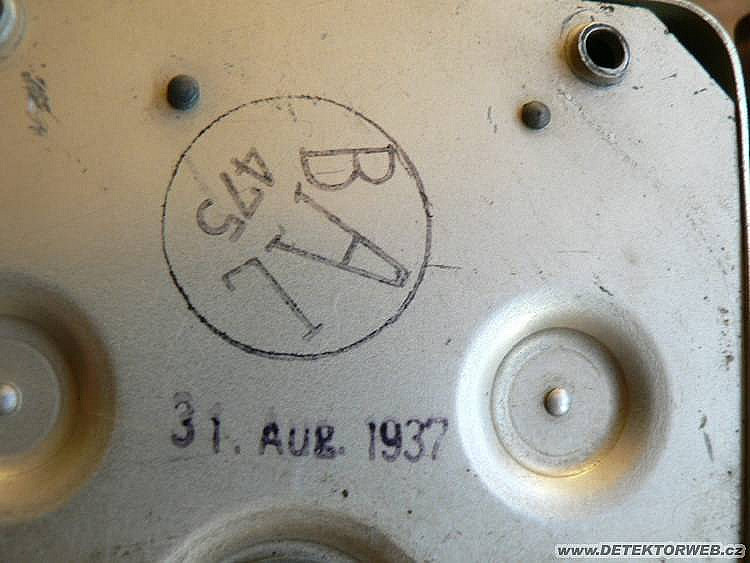 BAL
475
31. AUG. 1937
www.DETEKTORWEB.cz